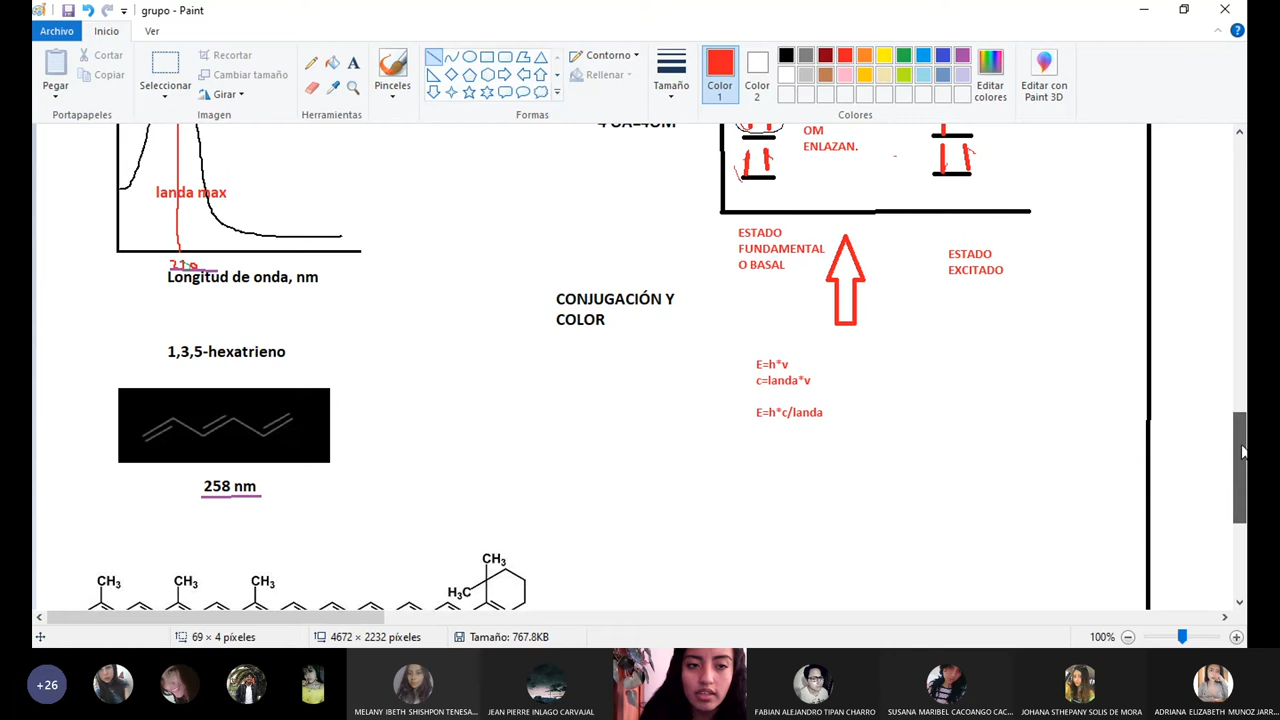 grupo - Paint
Archivo
Inicio
Ver
Pegar
Cortar
Copiar
Portapapeles
Seleccionar
Recortar
Cambiar tamaño
Girar
Imagen
A
Herramientas
Pinceles
Contorno
Rellenar
Formas
Tamaño
Color 1
Color 2
Editar colores
Editar con Paint 3D
Colores
4 OA=4OM
OM
ENLAZAN.
landa max
Longitud de onda, nm
ESTADO
FUNDAMENTAL
O BASAL
ESTADO
EXCITADO
CONJUGACIÓN Y
COLOR
1,3,5-hexatrieno
E=h*v
c=landa*v
E=h*c/landa
258 nm
CH3
CH3
CH3
CH3
H3C
69 × 4 píxeles
4672 × 2232 píxeles
Tamaño: 767.8KB
100%
+26
MELANY IBETH SHISHPON TENESA...
JEAN PIERRE INLAGO CARVAJAL
FABIAN ALEJANDRO TIPAN CHARRO
SUSANA MARIBEL CACOANGO CAC...
JOHANA STHEPANY SOLIS DE MORA
ADRIANA ELIZABETH MUNOZ JARR...